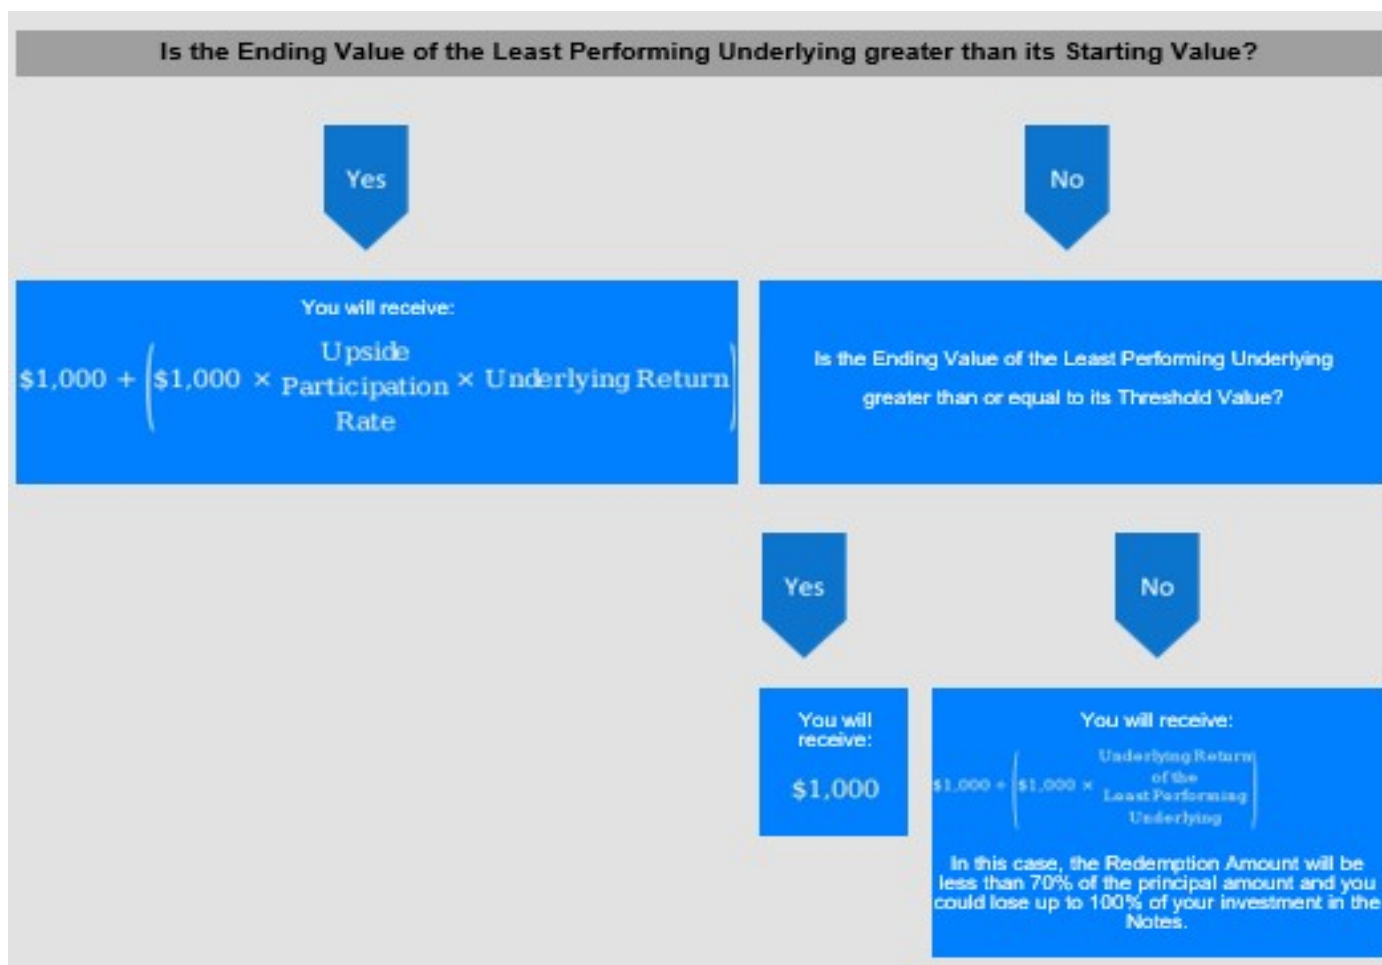 Is the Ending Value of the Least Performing Underlying greater than its Starting Value?
Yes
No
You will receive:
$1,000 + ($1,000 × Upside Participation Rate × Underlying Return)
Is the Ending Value of the Least Performing Underlying
greater than or equal to its Threshold Value?
Yes
No
You will
receive:
$1,000
You will receive:
$1,000 + ($1,000 × Underlying Return of the Least Performing Underlying)
In this case, the Redemption Amount will be
less than 70% of the principal amount and you
could lose up to 100% of your investment in the
Notes.